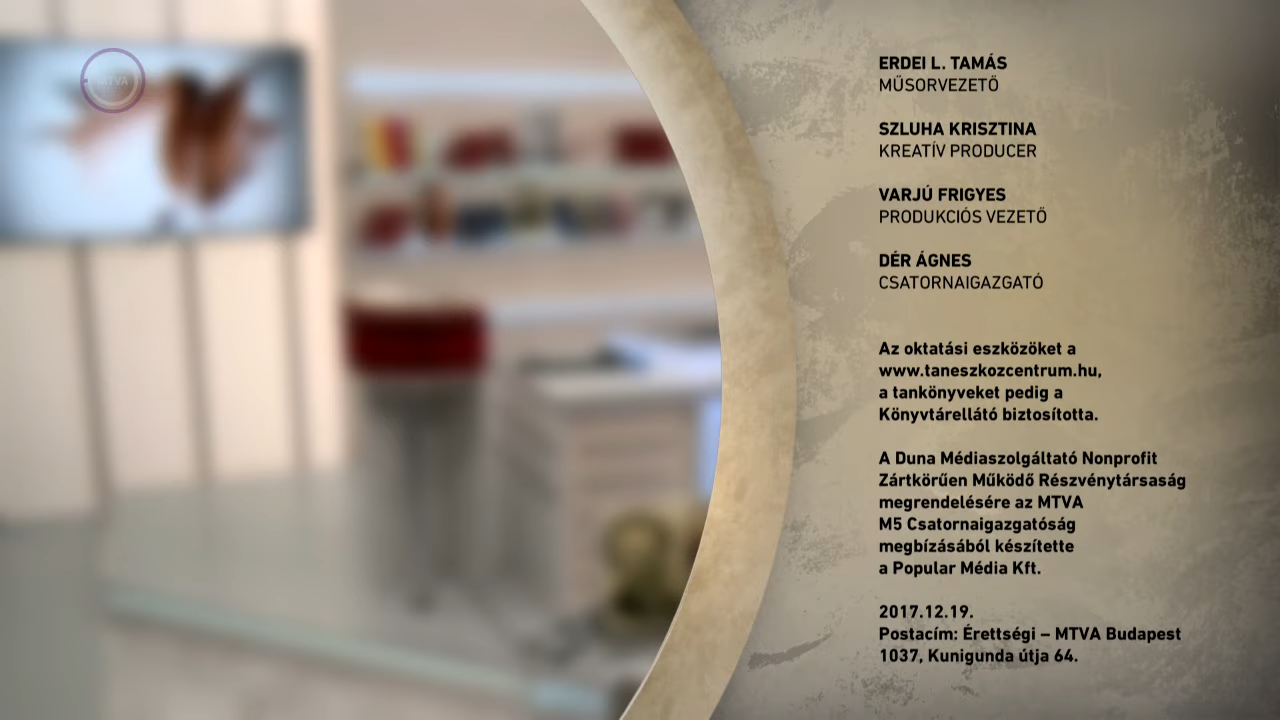 MTVA
ERDEI L. TAMÁS
MŰSORVEZETŐ
SZLUHA KRISZTINA
KREATÍV PRODUCER
VARJÚ FRIGYES
PRODUKCIÓS VEZETŐ
DÉR ÁGNES
CSATORNAIGAZGATÓ
Az oktatási eszközöket a
www.taneszkozcentrum.hu,
a tankönyveket pedig a
Könyvtárellátó biztosította.
A Duna Médiaszolgáltató Nonprofit
Zártkörűen Működő Részvénytársaság
megrendelésére az MTVA
M5 Csatornaigazgatóság
megbízásából készítette
a Popular Média Kft.
2017.12.19.
Postacím: Érettségi – MTVA Budapest
1037, Kunigunda útja 64.